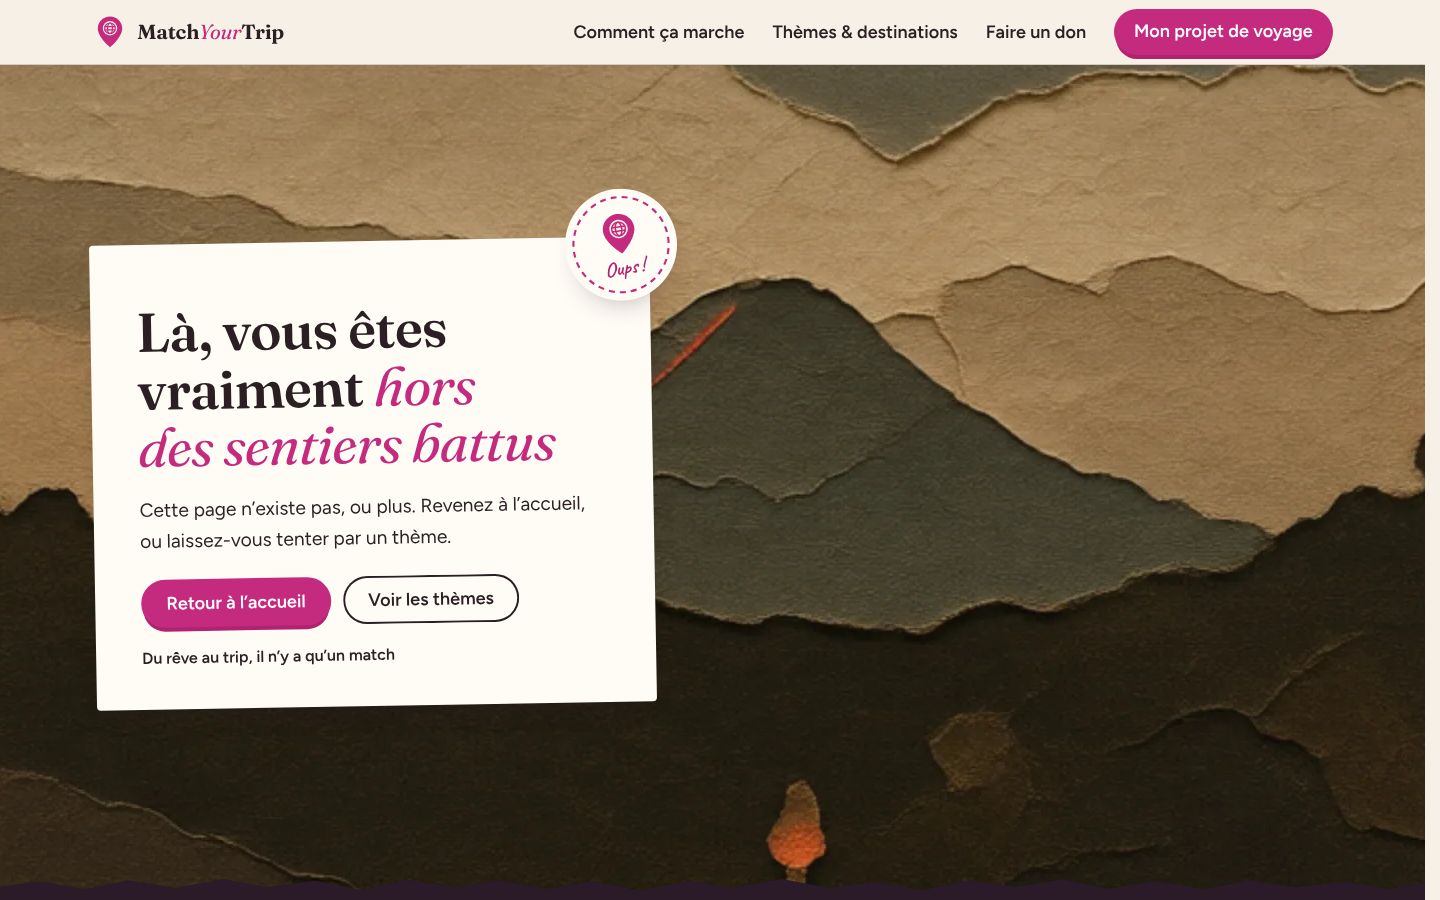 MatchYourTrip
Comment ça marche
Thèmes & destinations
Faire un don
Mon projet de voyage
Oups !
Là, vous êtes
vraiment hors
des sentiers battus
Cette page n’existe pas, ou plus. Revenez à l’accueil,
ou laissez-vous tenter par un thème.
Retour à l’accueil
Voir les thèmes
Du rêve au trip, il n’y a qu’un match